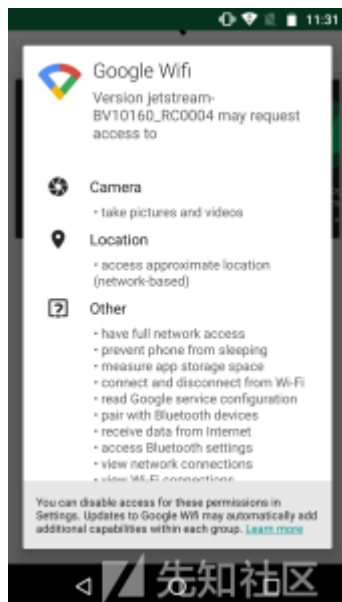 11:31
Google Wifi
Version jetstream-
BV10160_RC0004 may request
access to
Camera
• take pictures and videos
Location
• access approximate location
(network-based)
Other
• have full network access
• prevent phone from sleeping
• measure app storage space
• connect and disconnect from Wi-Fi
• read Google service configuration
• pair with Bluetooth devices
• receive data from Internet
• access Bluetooth settings
• view network connections
• view Wi-Fi connections
You can disable access for these permissions in
Settings. Updates to Google Wifi may automatically add
additional capabilities within each group. Learn more
先知社区